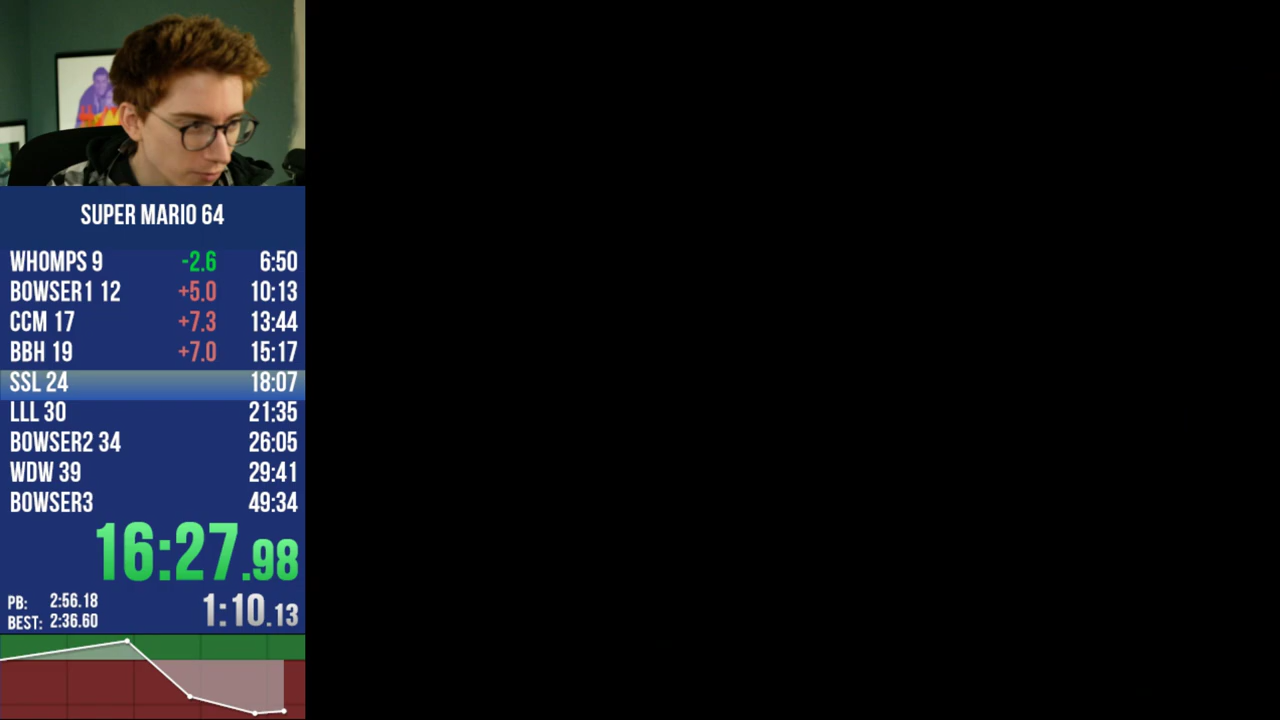 SUPER MARIO 64
WHOMPS 9 -2.6 6:50
BOWSER1 12 +5.0 10:13
CCM 17 +7.3 13:44
BBH 19 +7.0 15:17
SSL 24 18:07
LLL 30 21:35
BOWSER2 34 26:05
WDW 39 29:41
BOWSER3 49:34
16:27.98
PB: 2:56.18
BEST: 2:36.60
1:10.13